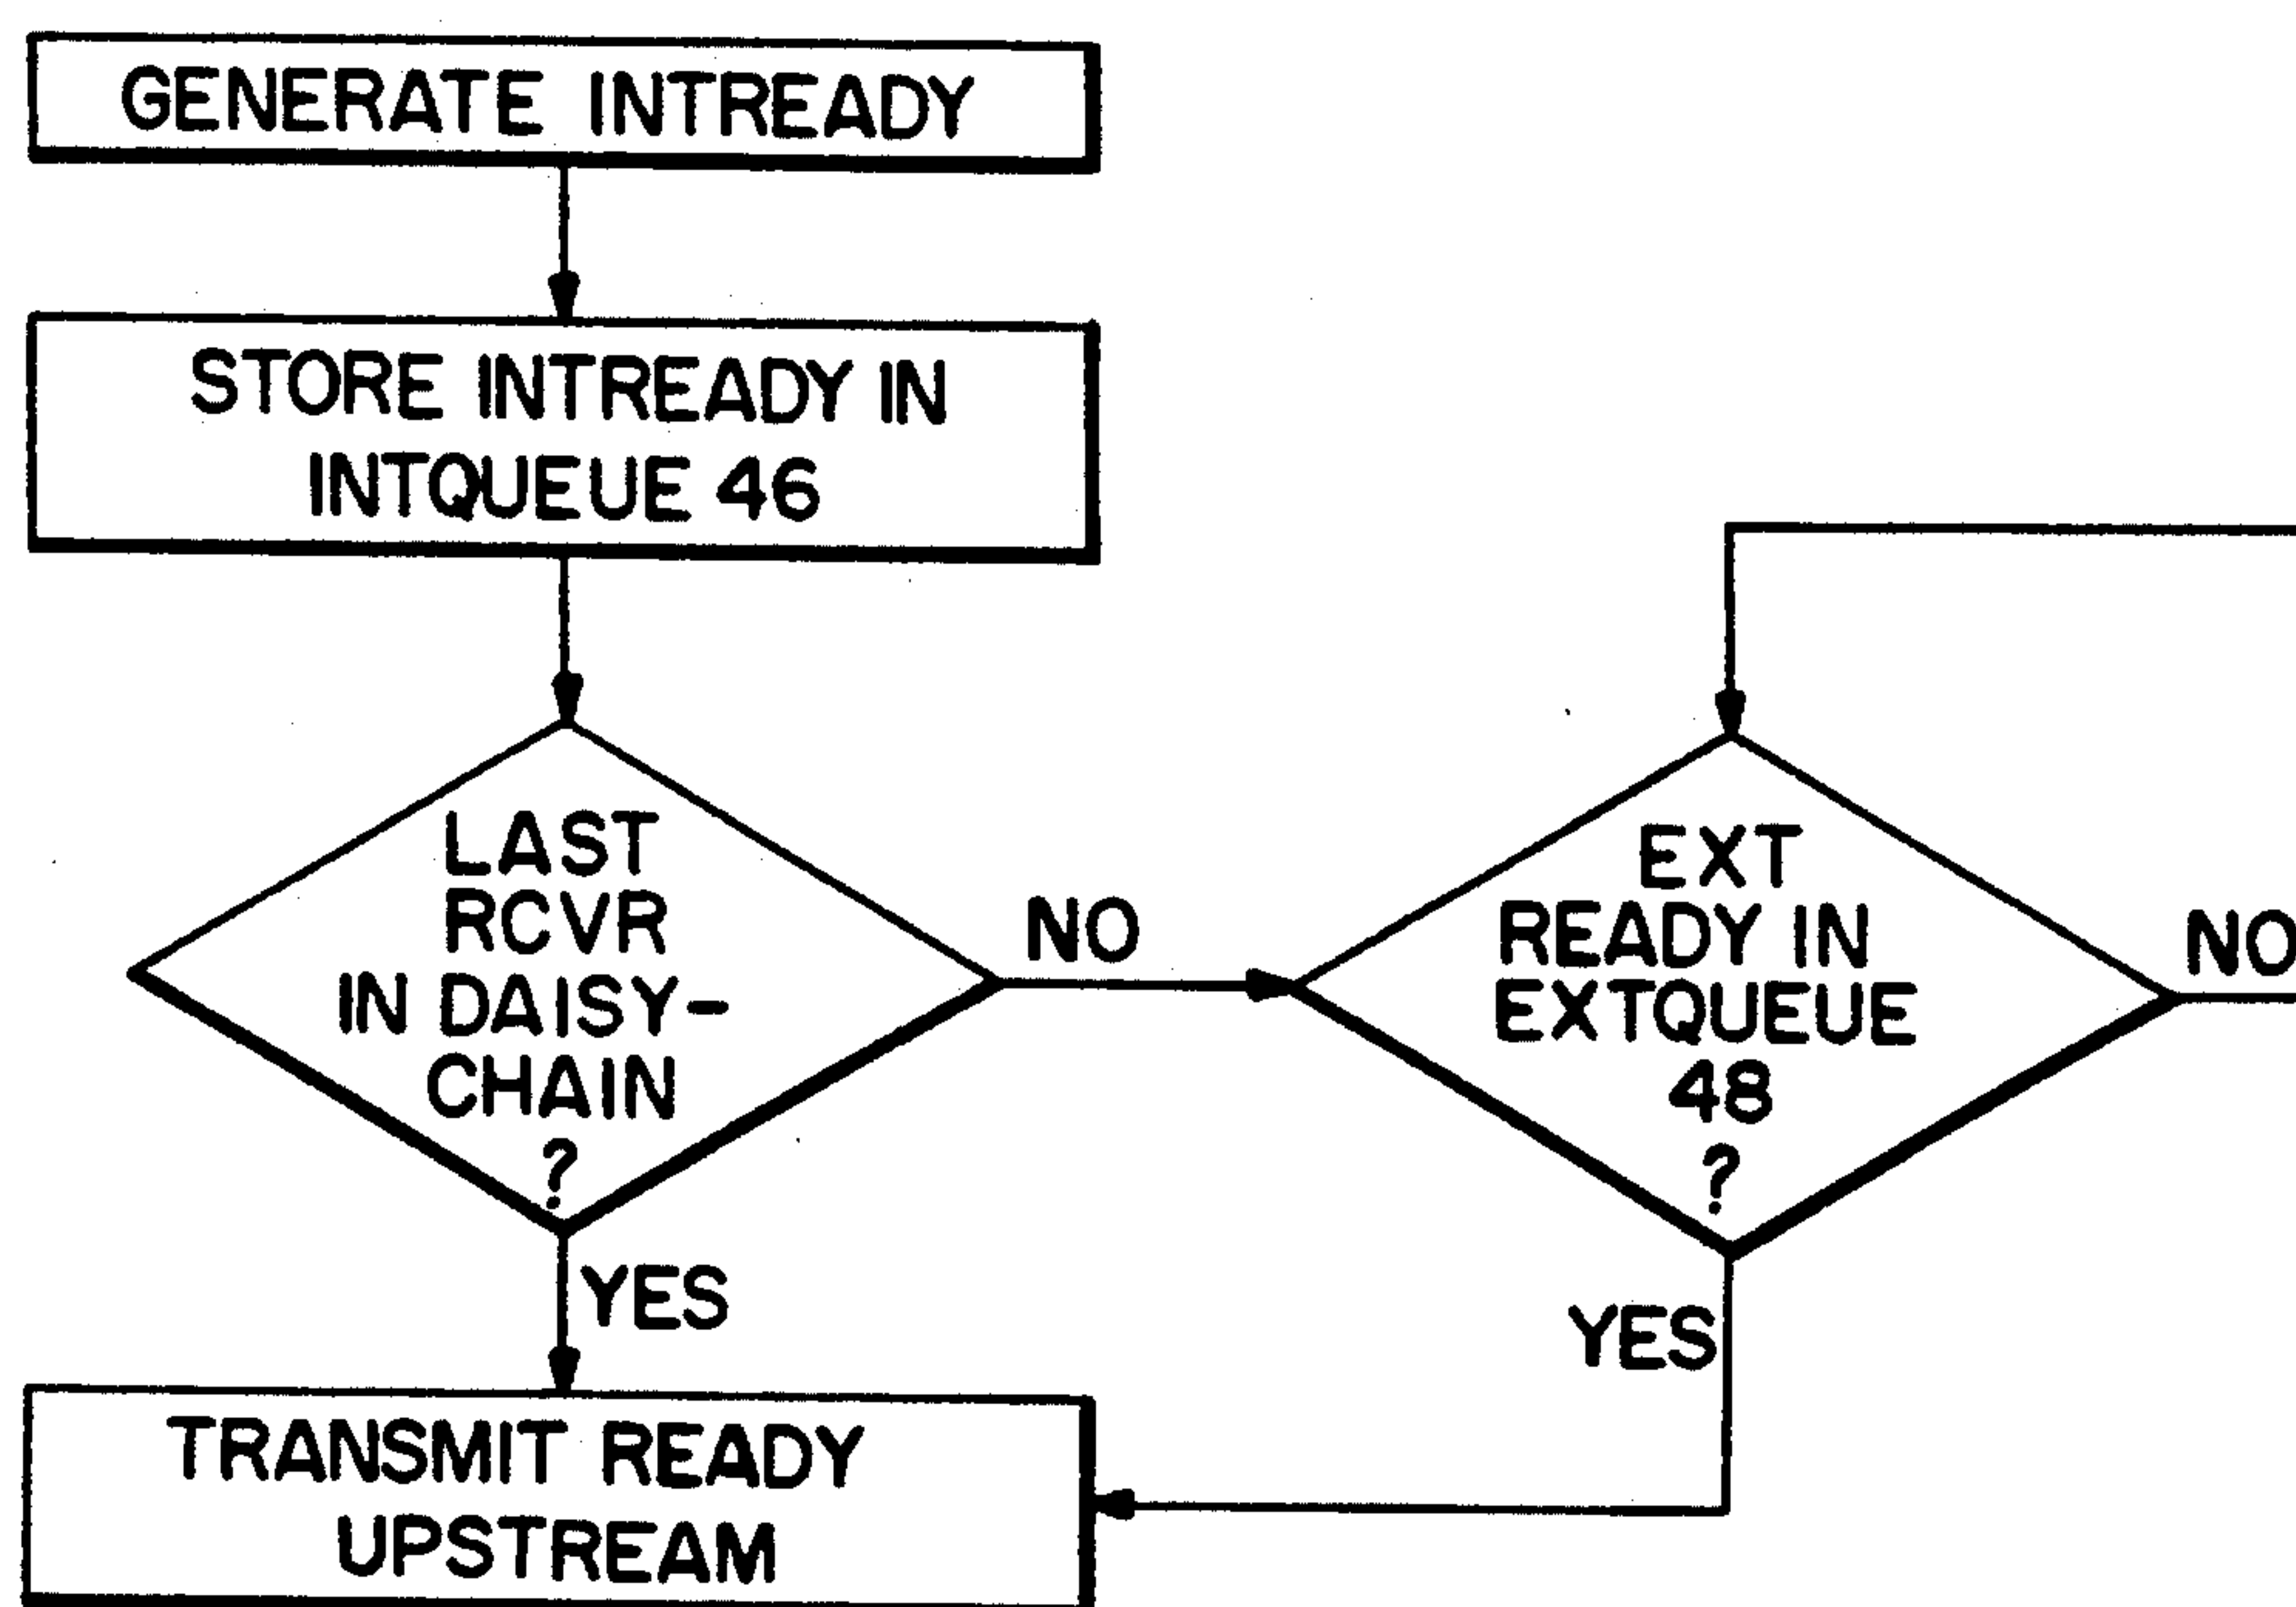 GENERATE INTREADY
STORE INTREADY IN
INTQUEUE 46
LAST
RCVR
IN DAISY-
CHAIN
?
NO
EXT
READY IN
EXTQUEUE
48
?
NO
YES
YES
TRANSMIT READY
UPSTREAM